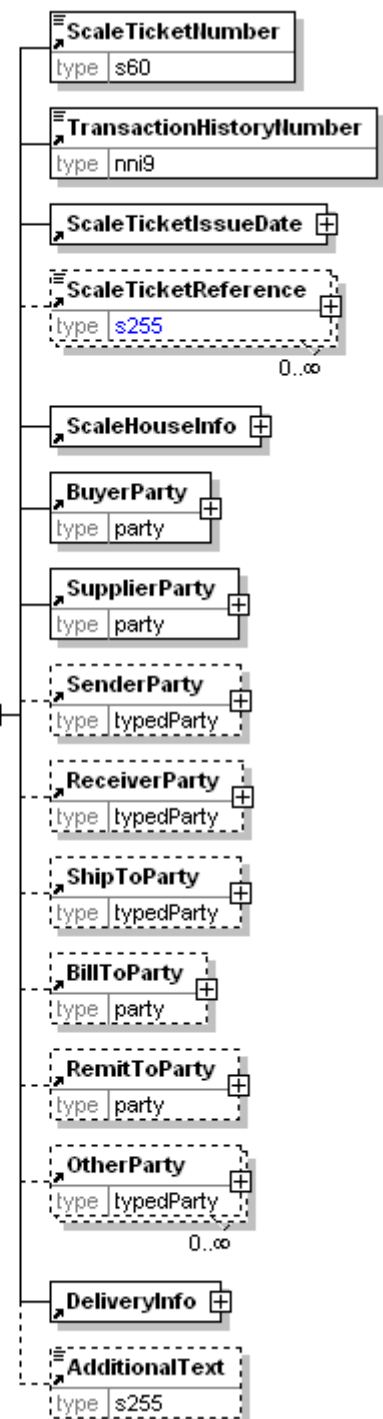 ScaleTicketNumber
type s60
TransactionHistoryNumber
type nni9
ScaleTicketIssueDate
ScaleTicketReference
type s255
0..∞
ScaleHouseInfo
BuyerParty
type party
SupplierParty
type party
SenderParty
type typedParty
ReceiverParty
type typedParty
ShipToParty
type typedParty
BillToParty
type party
RemitToParty
type party
OtherParty
type typedParty
0..∞
DeliveryInfo
AdditionalText
type s255